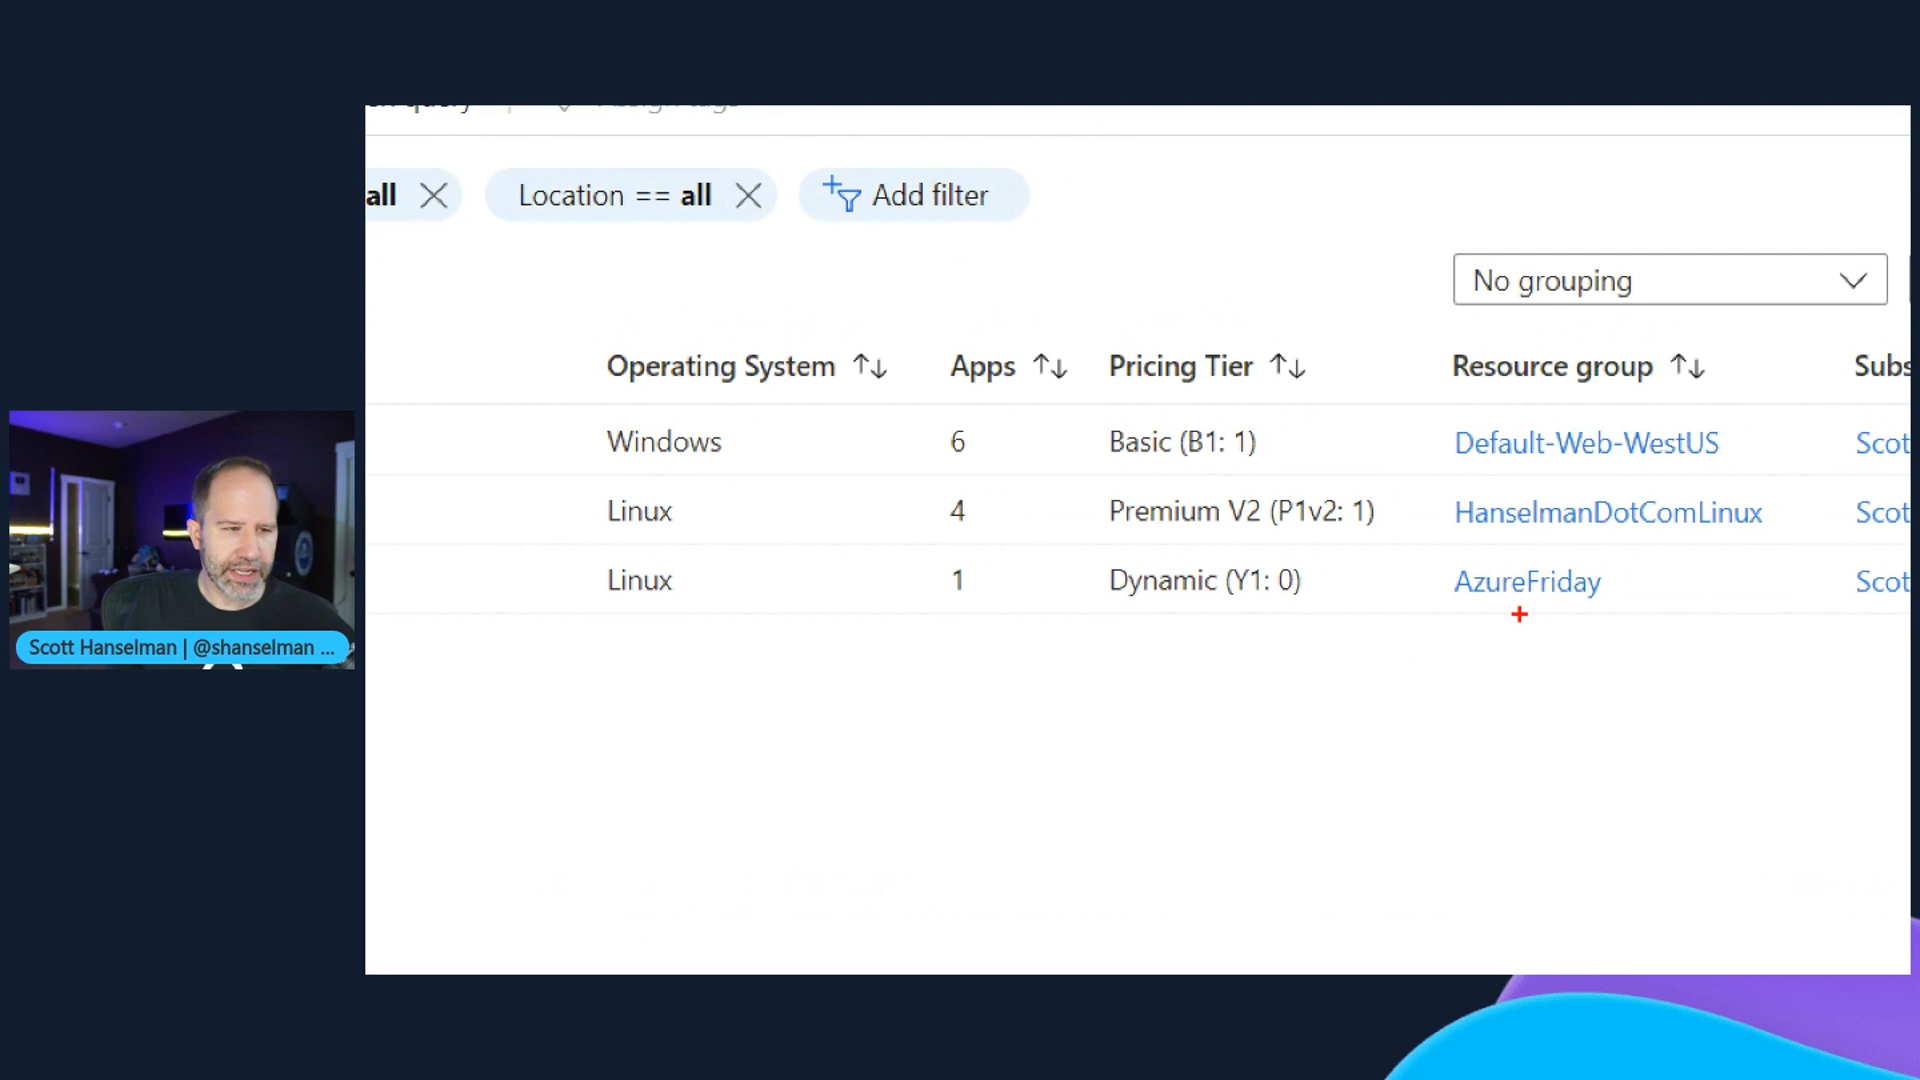 all
Location == all
Add filter
No grouping
Operating System Apps Pricing Tier Resource group Subs
Windows 6 Basic (B1: 1) Default-Web-WestUS Scot
Linux 4 Premium V2 (P1v2: 1) HanselmanDotComLinux Scot
Linux 1 Dynamic (Y1: 0) AzureFriday Scot
Scott Hanselman | @shanselman ...